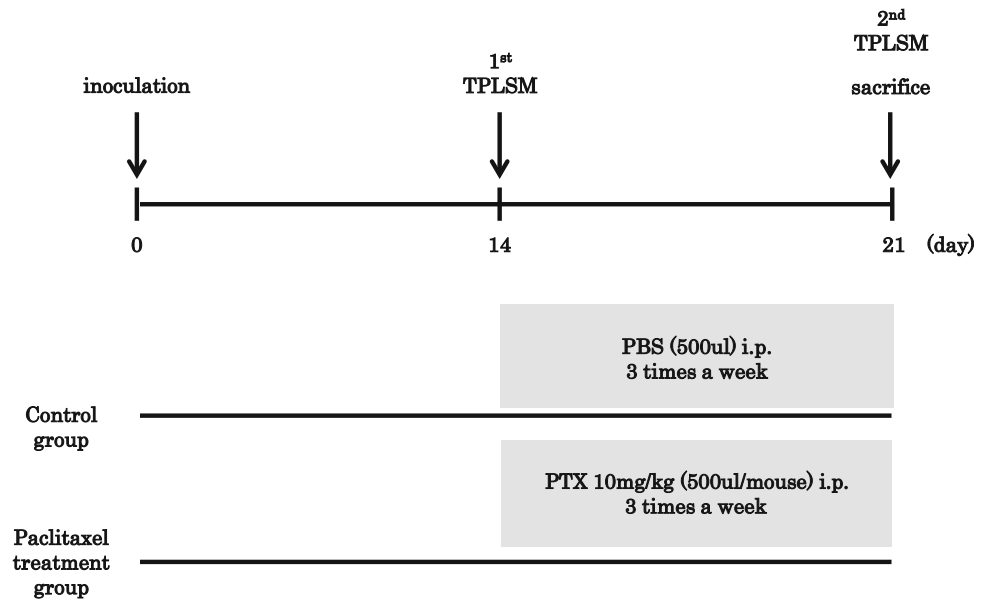 inoculation
1st
TPLSM
2nd
TPLSM
sacrifice
0
14
21
(day)
PBS (500ul) i.p.
3 times a week
Control
group
PTX 10mg/kg (500ul/mouse) i.p.
3 times a week
Paclitaxel
treatment
group